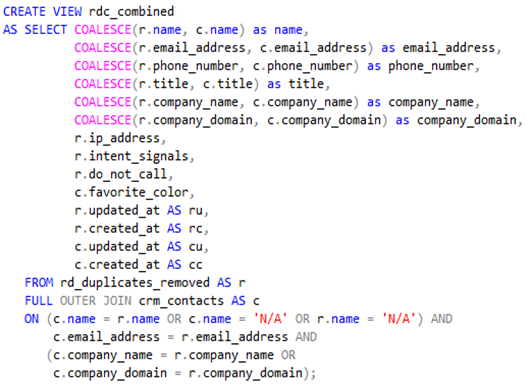 CREATE VIEW rdc_combined
AS SELECT COALESCE(r.name, c.name) as name,
COALESCE(r.email_address, c.email_address) as email_address,
COALESCE(r.phone_number, c.phone_number) as phone_number,
COALESCE(r.title, c.title) as title,
COALESCE(r.company_name, c.company_name) as company_name,
COALESCE(r.company_domain, c.company_domain) as company_domain,
r.ip_address,
r.intent_signals,
r.do_not_call,
c.favorite_color,
r.updated_at AS ru,
r.created_at AS rc,
c.updated_at AS cu,
c.created_at AS cc
FROM rd_duplicates_removed AS r
FULL OUTER JOIN crm_contacts AS c
ON (c.name = r.name OR c.name = 'N/A' OR r.name = 'N/A') AND
c.email_address = r.email_address AND
(c.company_name = r.company_name OR
c.company_domain = r.company_domain);